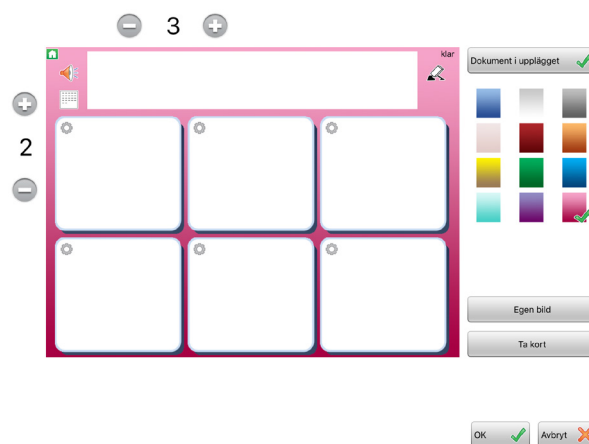 3
klar
Dokument i upplägget
2
Egen bild
Ta kort
OK
Avbryt